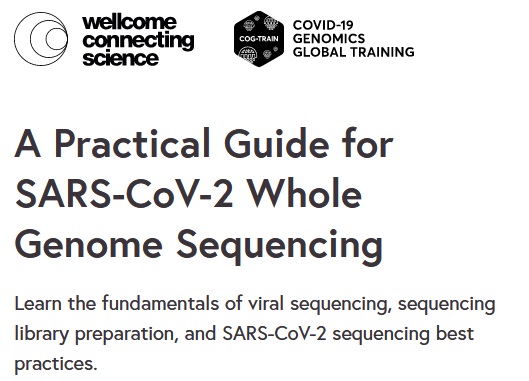 wellcome
connecting
science
COG-TRAIN
COVID-19
GENOMICS
GLOBAL TRAINING
A Practical Guide for
SARS-CoV-2 Whole
Genome Sequencing
Learn the fundamentals of viral sequencing, sequencing
library preparation, and SARS-CoV-2 sequencing best
practices.